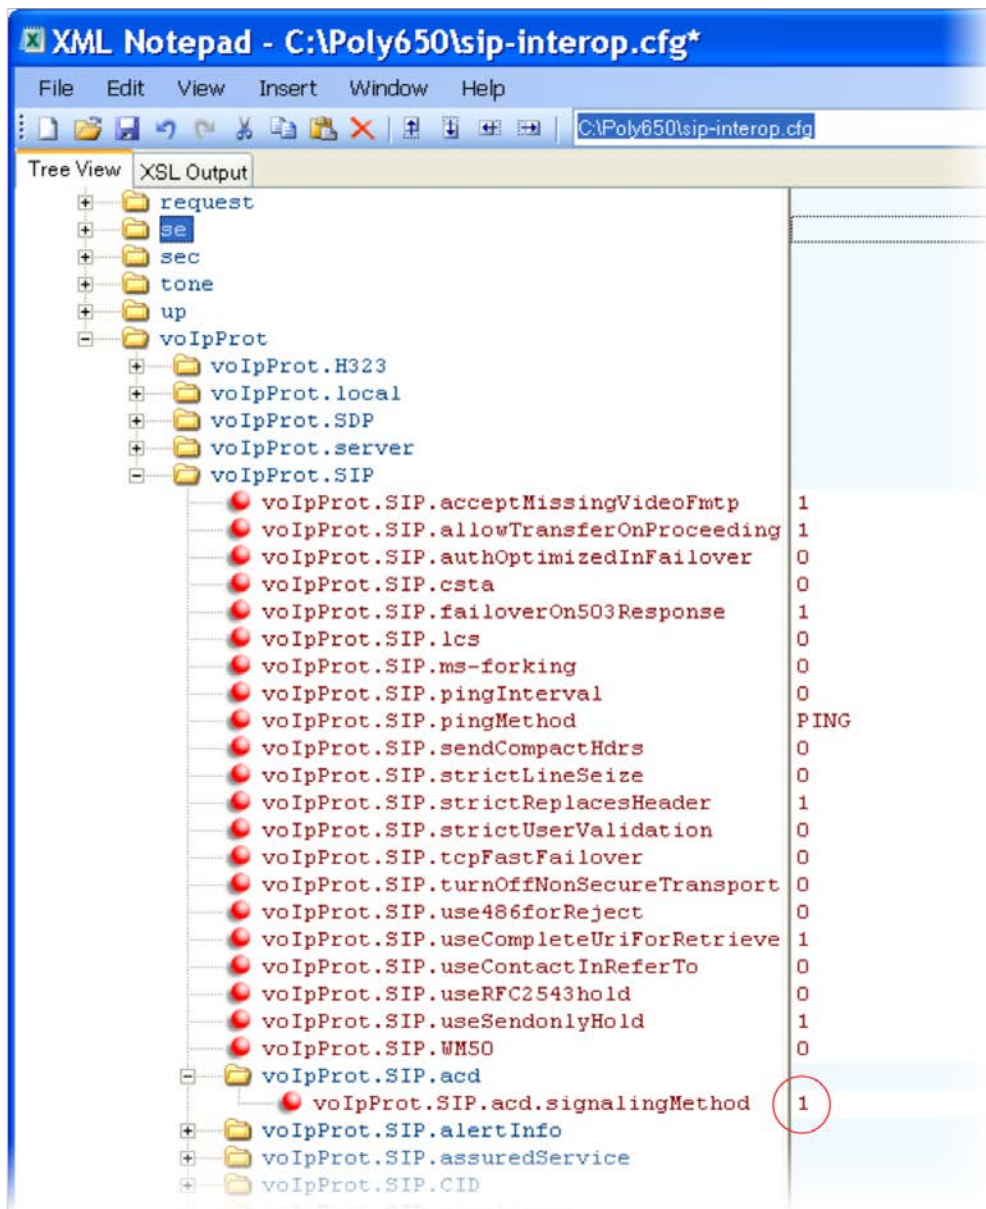 XML Notepad - C:\Poly650\sip-interop.cfg*
File Edit View Insert Window Help
C:\Poly650\sip-interop.cfg
Tree View XSL Output
request
se
sec
tone
up
voIpProt
voIpProt.H323
voIpProt.local
voIpProt.SDP
voIpProt.server
voIpProt.SIP
voIpProt.SIP.acceptMissingVideoFmtp 1
voIpProt.SIP.allowTransferOnProceeding 1
voIpProt.SIP.authOptimizedInFailover 0
voIpProt.SIP.csta 0
voIpProt.SIP.failoverOn503Response 1
voIpProt.SIP.lcs 0
voIpProt.SIP.ms-forking 0
voIpProt.SIP.pingInterval 0
voIpProt.SIP.pingMethod PING
voIpProt.SIP.sendCompactHdrs 0
voIpProt.SIP.strictLineSeize 0
voIpProt.SIP.strictReplacesHeader 1
voIpProt.SIP.strictUserValidation 0
voIpProt.SIP.tcpFastFailover 0
voIpProt.SIP.turnOffNonSecureTransport 0
voIpProt.SIP.use486forReject 0
voIpProt.SIP.useCompleteUriForRetrieve 1
voIpProt.SIP.useContactInReferTo 0
voIpProt.SIP.useRFC2543hold 0
voIpProt.SIP.useSendonlyHold 1
voIpProt.SIP.WM50 0
voIpProt.SIP.acd
voIpProt.SIP.acd.signalingMethod 1
voIpProt.SIP.alertInfo
voIpProt.SIP.assuredService
voIpProt.SIP.CID